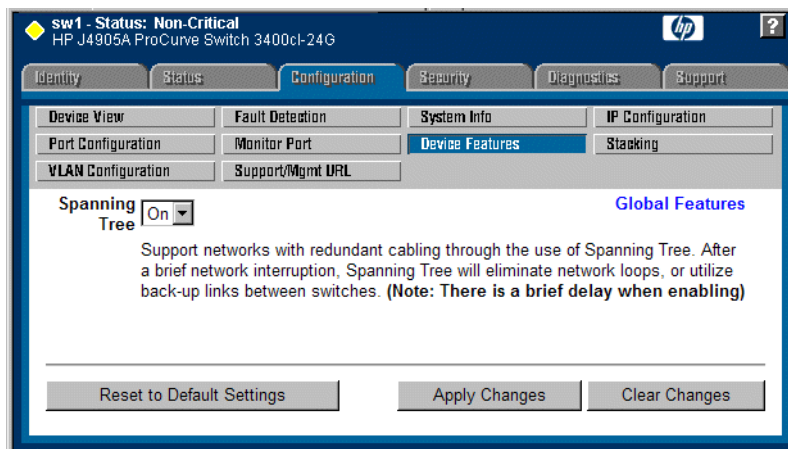 sw1 - Status: Non-Critical
HP J4905A ProCurve Switch 3400cl-24G
hp
?
Identity Status Configuration Security Diagnostics Support
Device View Fault Detection System Info IP Configuration
Port Configuration Monitor Port Device Features Stacking
VLAN Configuration Support/Mgmt URL
Spanning Tree On Global Features
Support networks with redundant cabling through the use of Spanning Tree. After
a brief network interruption, Spanning Tree will eliminate network loops, or utilize
back-up links between switches. (Note: There is a brief delay when enabling)
Reset to Default Settings Apply Changes Clear Changes